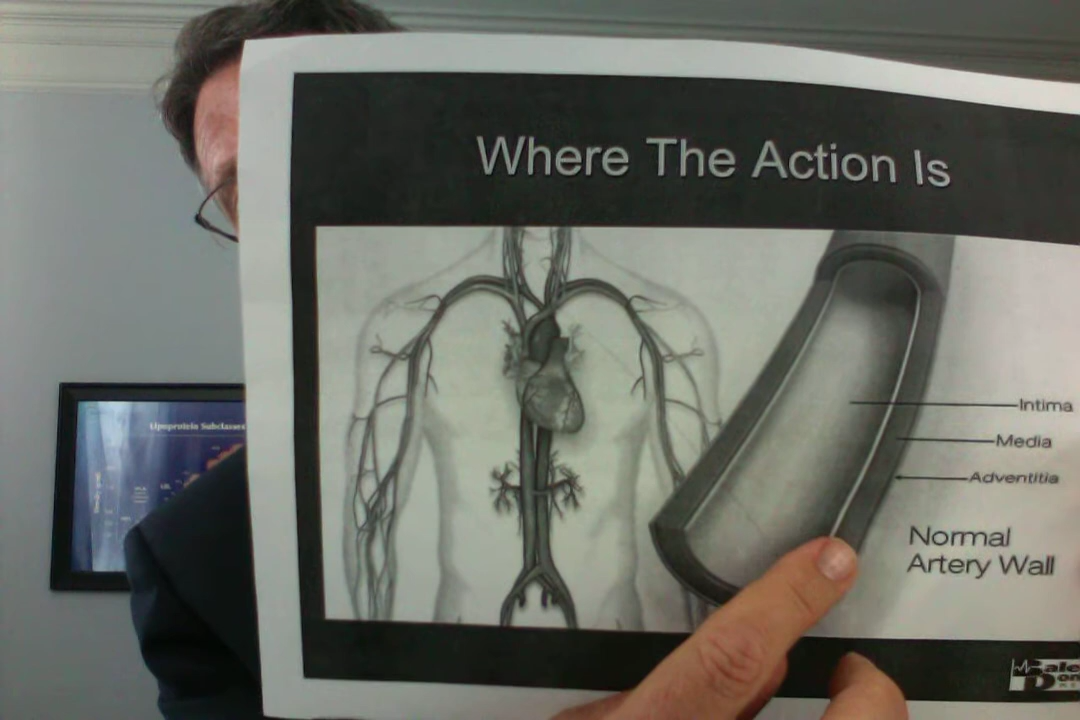 Where The Action Is
Intima
Media
Adventitia
Normal
Artery Wall
Lipoprotein Subclasses